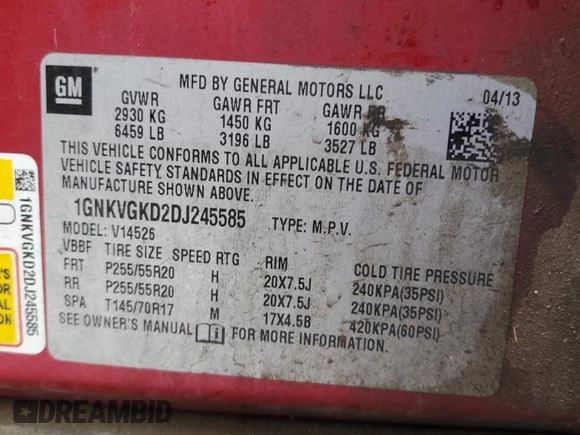 GM
MFD BY GENERAL MOTORS LLC
04/13
GVWR GAWR FRT GAWR RR
2930 KG 1450 KG 1600 KG
6459 LB 3196 LB 3527 LB
THIS VEHICLE CONFORMS TO ALL APPLICABLE U.S. FEDERAL MOTOR
VEHICLE SAFETY STANDARDS IN EFFECT ON THE DATE OF
MANUFACTURE SHOWN ABOVE.
1GNKVGKD2DJ245585 TYPE: M.P.V.
MODEL: V14526
VBBF TIRE SIZE SPEED RTG RIM COLD TIRE PRESSURE
FRT P255/55R20 H 20X7.5J 240KPA(35PSI)
RR P255/55R20 H 20X7.5J 240KPA(35PSI)
SPA T145/70R17 M 17X4.5B 420KPA(60PSI)
SEE OWNER'S MANUAL FOR MORE INFORMATION.
1GNKVGKD2DJ245585
DREAMBID